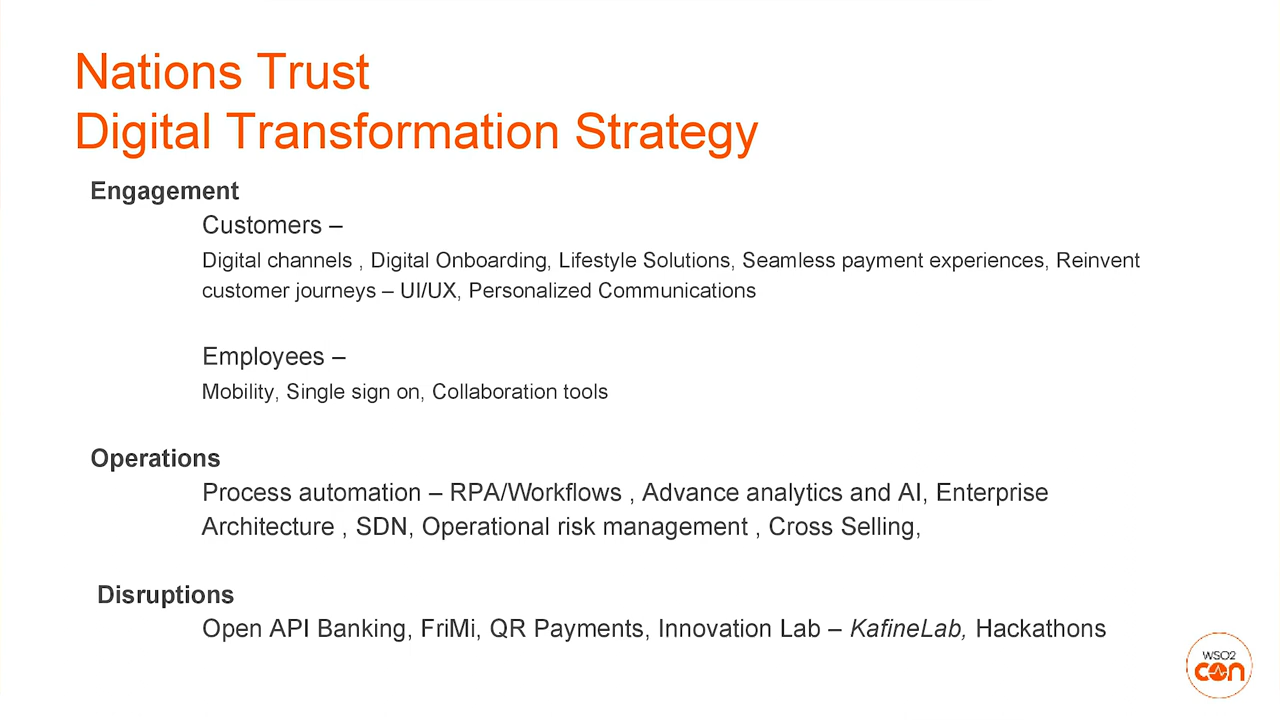 Nations Trust
Digital Transformation Strategy
Engagement
Customers –
Digital channels , Digital Onboarding, Lifestyle Solutions, Seamless payment experiences, Reinvent
customer journeys – UI/UX, Personalized Communications
Employees –
Mobility, Single sign on, Collaboration tools
Operations
Process automation – RPA/Workflows , Advance analytics and AI, Enterprise
Architecture , SDN, Operational risk management , Cross Selling,
Disruptions
Open API Banking, FriMi, QR Payments, Innovation Lab – KafineLab, Hackathons
WSO2
con